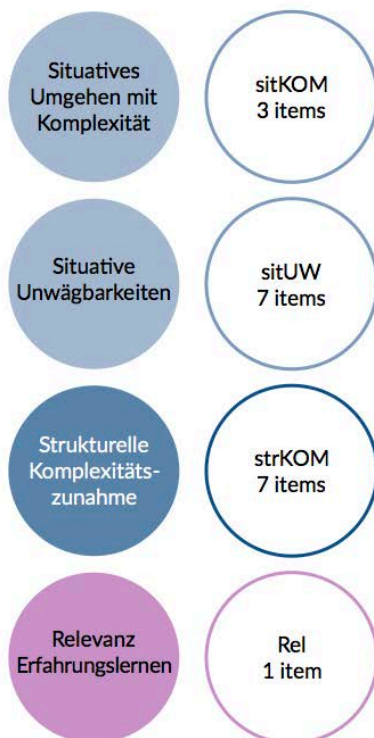 Situatives
Umgehen mit
Komplexität
sitKOM
3 items
Situative
Unwägbarkeiten
sitUW
7 items
Strukturelle
Komplexitäts-
zunahme
strKOM
7 items
Relevanz
Erfahrungslernen
Rel
1 item